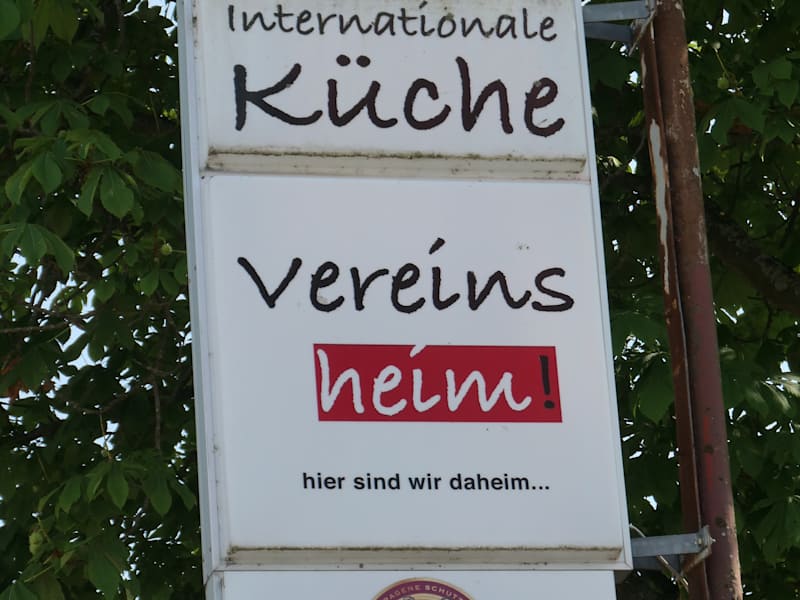 Internationale
Küche
Vereins
heim!
hier sind wir daheim...